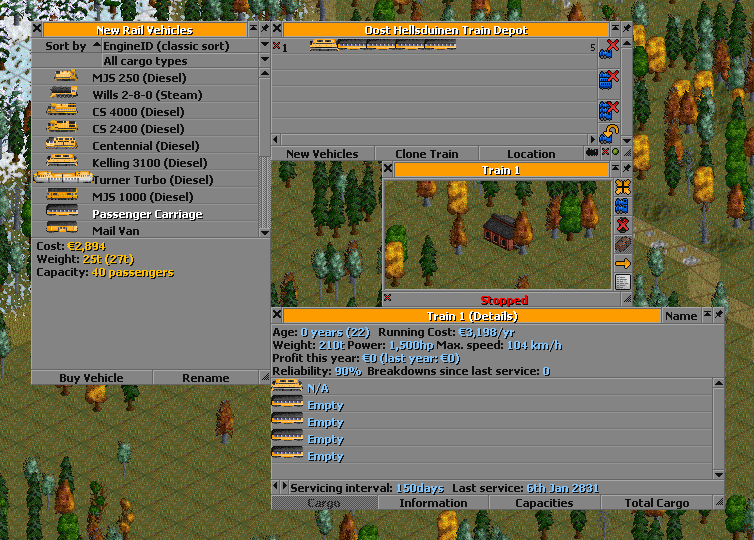 New Rail Vehicles
Sort by EngineID (classic sort)
All cargo types
MJS 250 (Diesel)
Wills 2-8-0 (Steam)
CS 4000 (Diesel)
CS 2400 (Diesel)
Centennial (Diesel)
Kelling 3100 (Diesel)
Turner Turbo (Diesel)
MJS 1000 (Diesel)
Passenger Carriage
Mail Van
Cost: €2,894
Weight: 25t (27t)
Capacity: 40 passengers
Buy Vehicle Rename
Oost Hellsduinen Train Depot
1 5
New Vehicles Clone Train Location
Train 1
Stopped
Train 1 (Details) Name
Age: 0 years (22) Running Cost: €3,198/yr
Weight: 210t Power: 1,500hp Max. speed: 104 km/h
Profit this year: €0 (last year: €0)
Reliability: 90% Breakdowns since last service: 0
N/A
Empty
Empty
Empty
Empty
Servicing interval: 150days Last service: 6th Jan 2831
Cargo Information Capacities Total Cargo